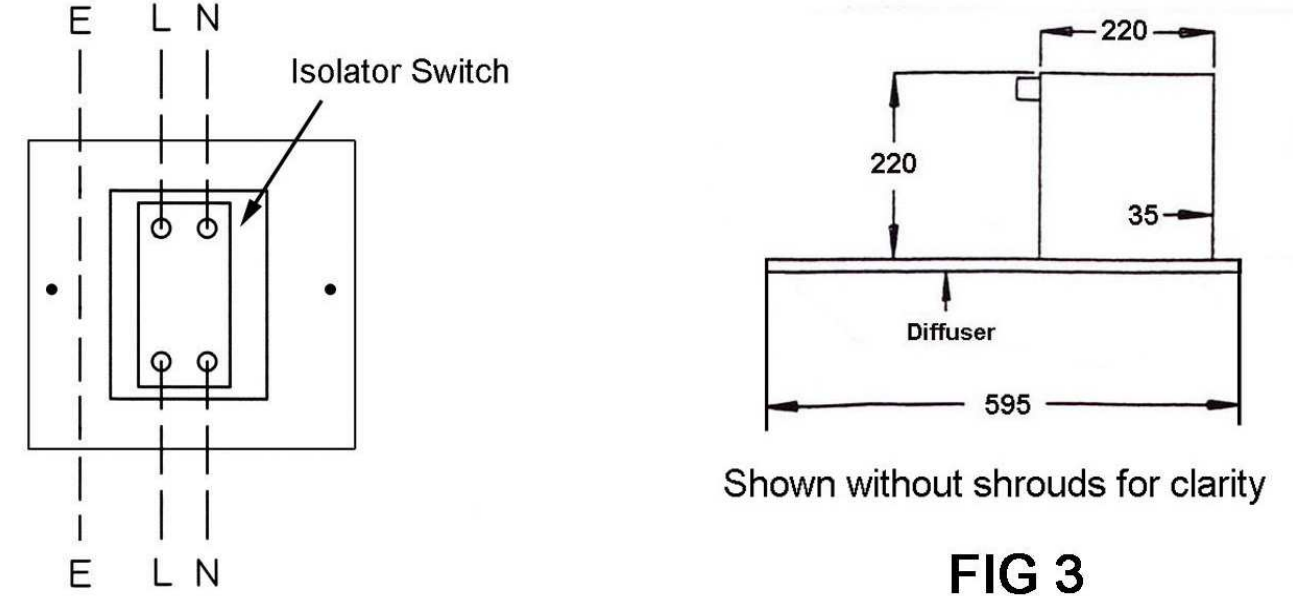 E L N
Isolator Switch
E L N
220
220
35
Diffuser
595
Shown without shrouds for clarity
FIG 3